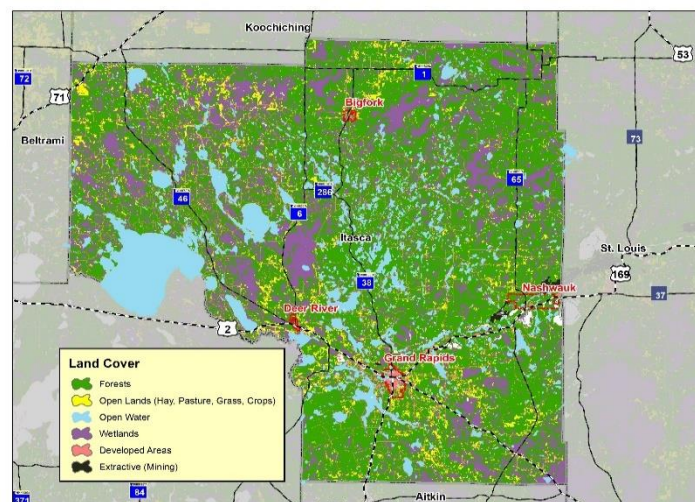 Koochiching
53
72
71
1
Bigfork
Beltrami
73
65
46
286
6
Itasca
St. Louis
169
38
Nashwauk
37
Deer River
2
Grand Rapids
Land Cover
Forests
Open Lands (Hay, Pasture, Grass, Crops)
Open Water
Wetlands
Developed Areas
Extractive (Mining)
371
84
Aitkin